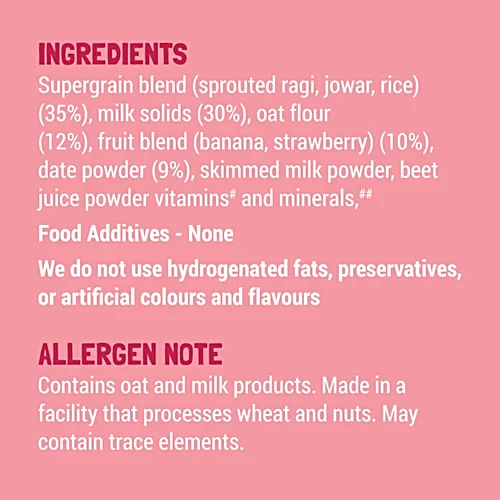 INGREDIENTS
Supergrain blend (sprouted ragi, jowar, rice)
(35%), milk solids (30%), oat flour
(12%), fruit blend (banana, strawberry) (10%),
date powder (9%), skimmed milk powder, beet
juice powder vitamins# and minerals,##
Food Additives - None
We do not use hydrogenated fats, preservatives,
or artificial colours and flavours
ALLERGEN NOTE
Contains oat and milk products. Made in a
facility that processes wheat and nuts. May
contain trace elements.